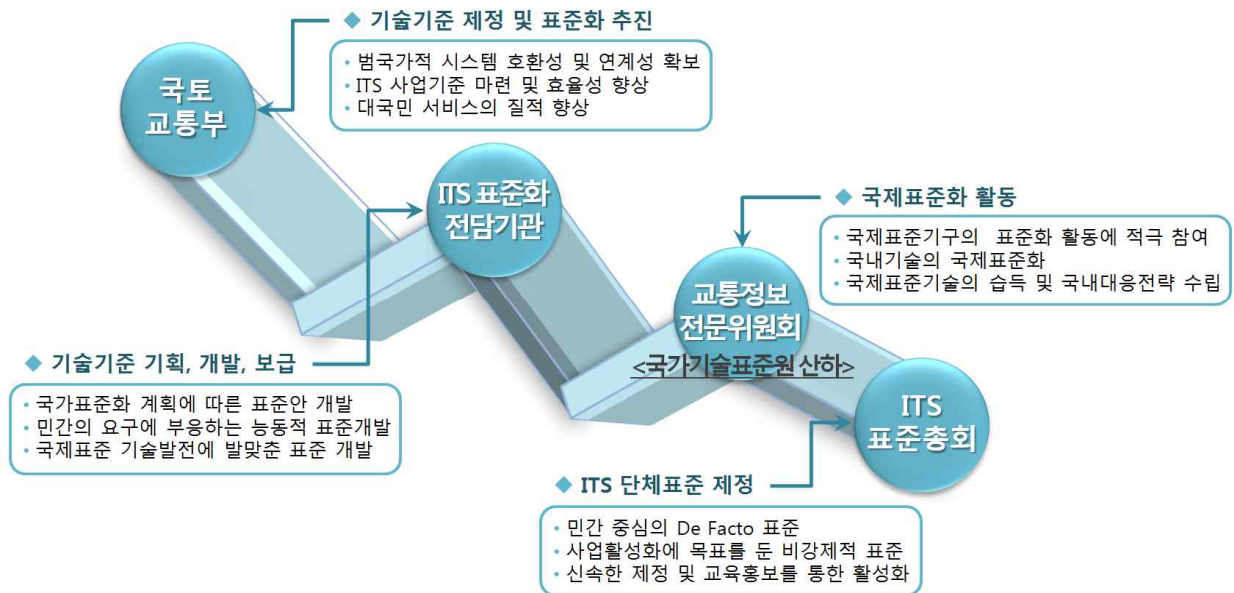 ◆ 기술기준 제정 및 표준화 추진
• 범국가적 시스템 호환성 및 연계성 확보
• ITS 사업기준 마련 및 효율성 향상
• 대국민 서비스의 질적 향상
국토
교통부
ITS 표준화
전담기관
◆ 기술기준 기획, 개발, 보급
• 국가표준화 계획에 따른 표준안 개발
• 민간의 요구에 부응하는 능동적 표준개발
• 국제표준 기술발전에 발맞춘 표준 개발
◆ 국제표준화 활동
• 국제표준기구의 표준화 활동에 적극 참여
• 국내기술의 국제표준화
• 국제표준기술의 습득 및 국내대응전략 수립
교통정보
전문위원회
<국가기술표준원 산하>
ITS
표준총회
◆ ITS 단체표준 제정
• 민간 중심의 De Facto 표준
• 사업활성화에 목표를 둔 비강제적 표준
• 신속한 제정 및 교육홍보를 통한 활성화